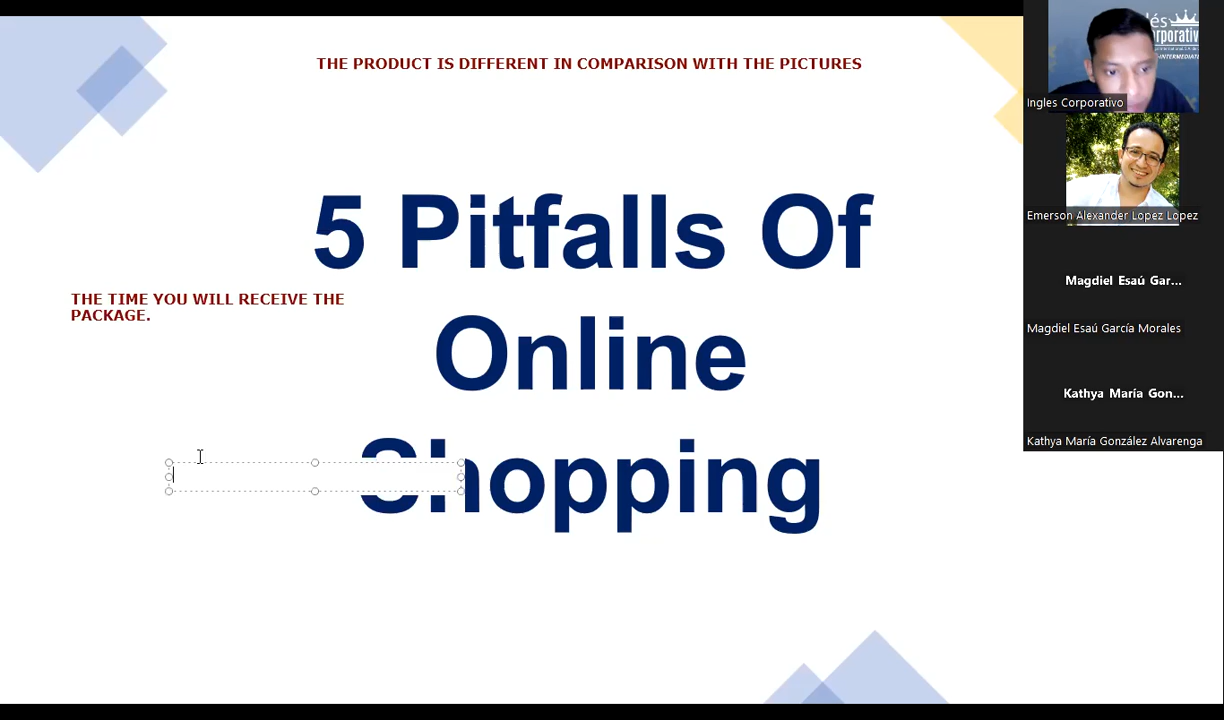 THE PRODUCT IS DIFFERENT IN COMPARISON WITH THE PICTURES
5 Pitfalls Of
Online
Shopping
THE TIME YOU WILL RECEIVE THE
PACKAGE.
Ingles Corporativo
Emerson Alexander Lopez Lopez
Magdiel Esaú Gar...
Magdiel Esaú García Morales
Kathya María Gon...
Kathya María González Alvarenga